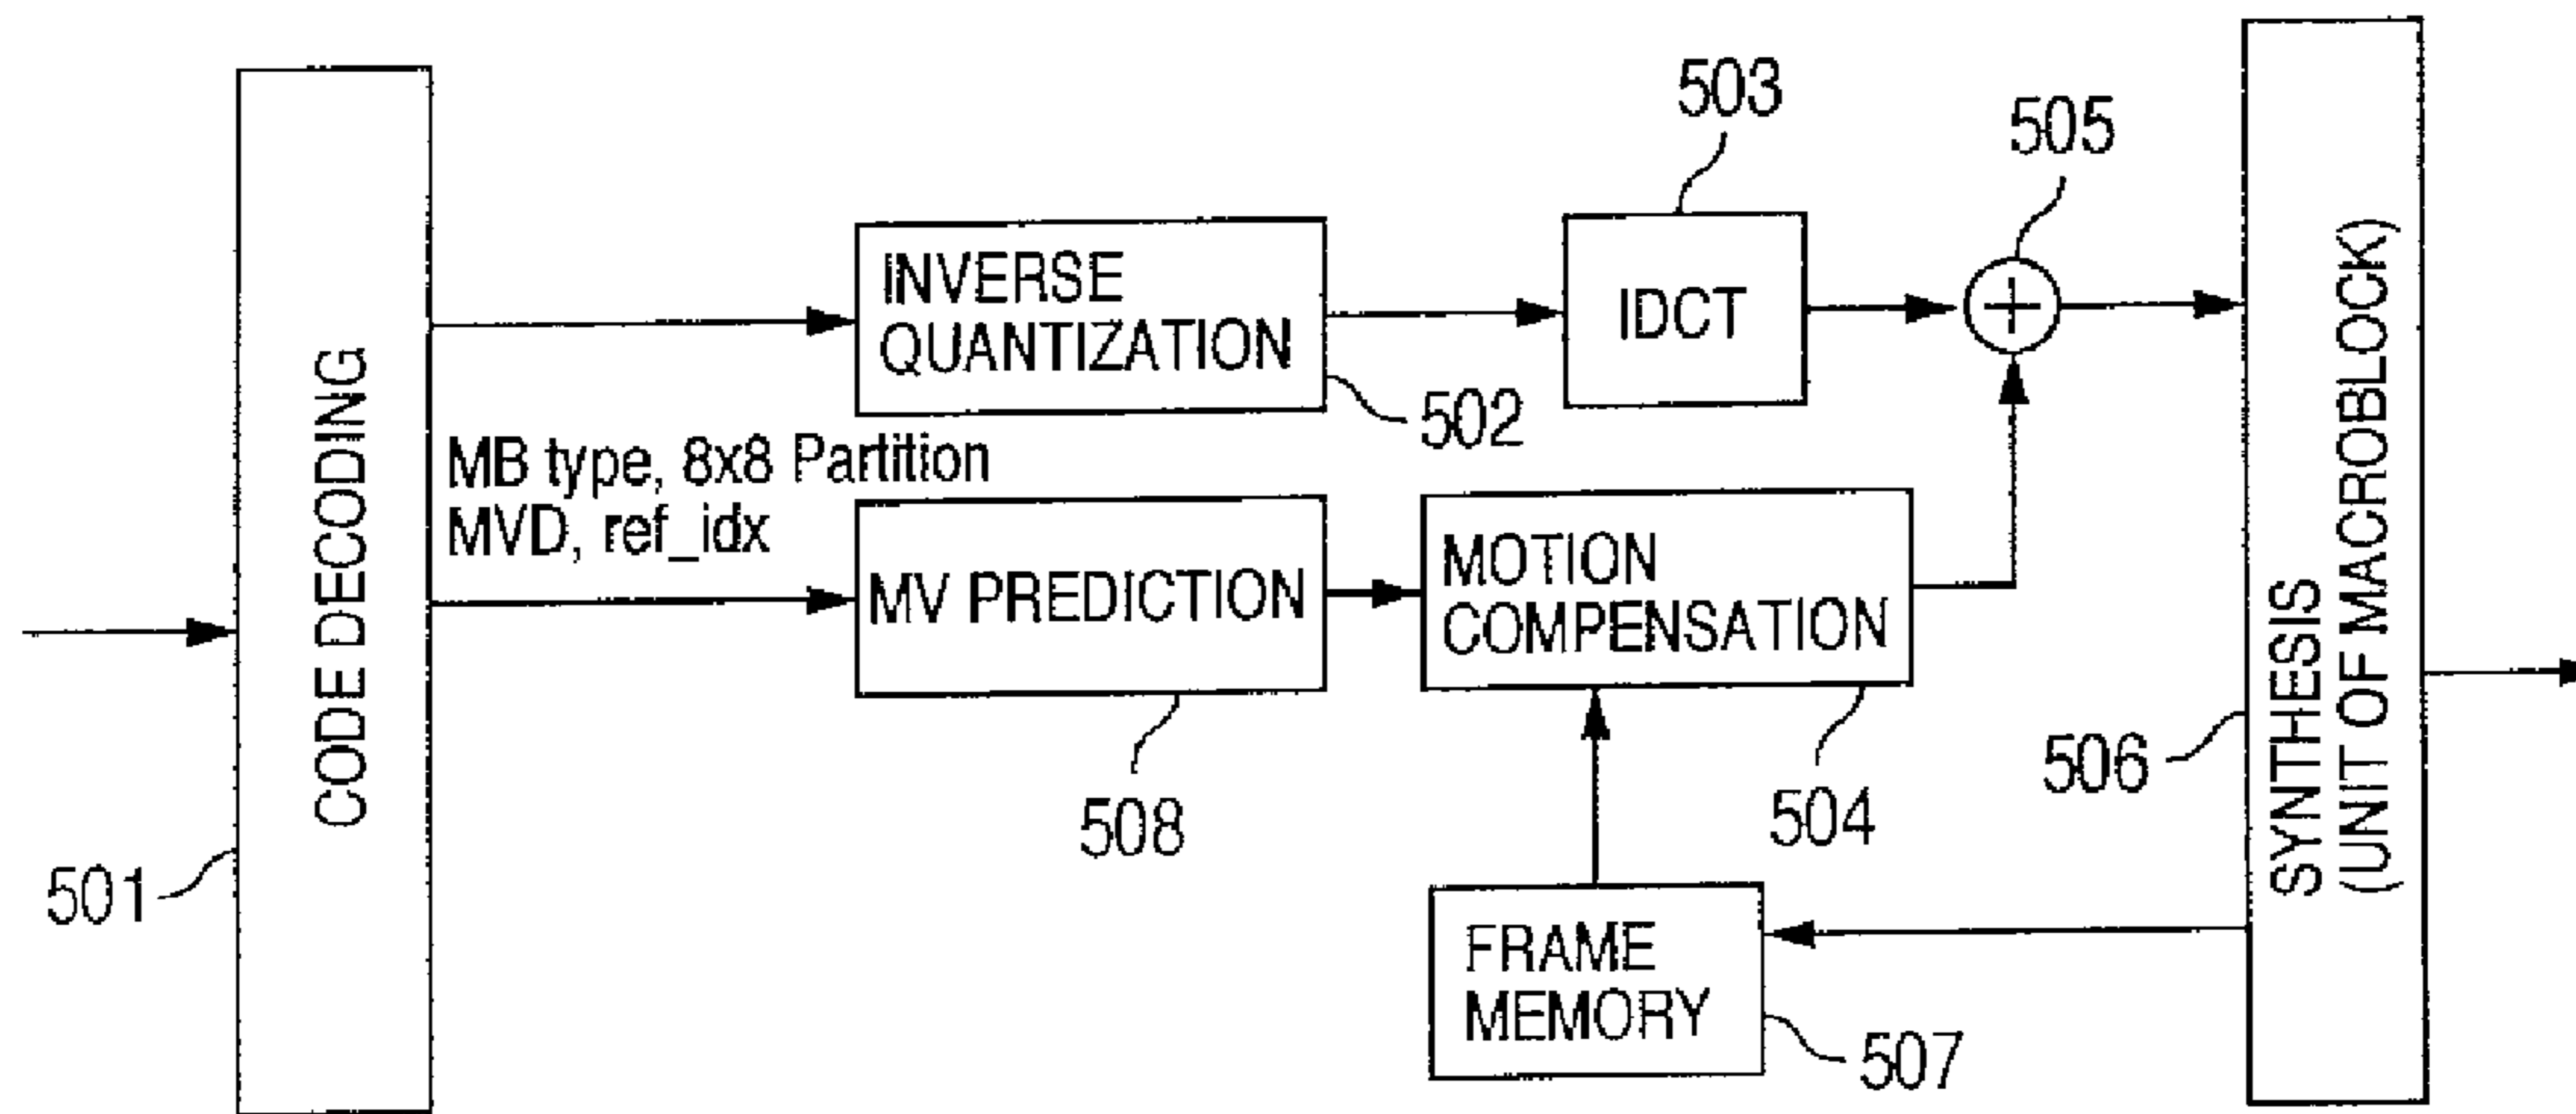 503
505
INVERSE
QUANTIZATION
IDCT
502
CODE DECODING
MB type, 8x8 Partition
MVD, ref_idx
MV PREDICTION
MOTION
COMPENSATION
508
504
501
FRAME
MEMORY
507
506
SYNTHESIS
(UNIT OF MACROBLOCK)